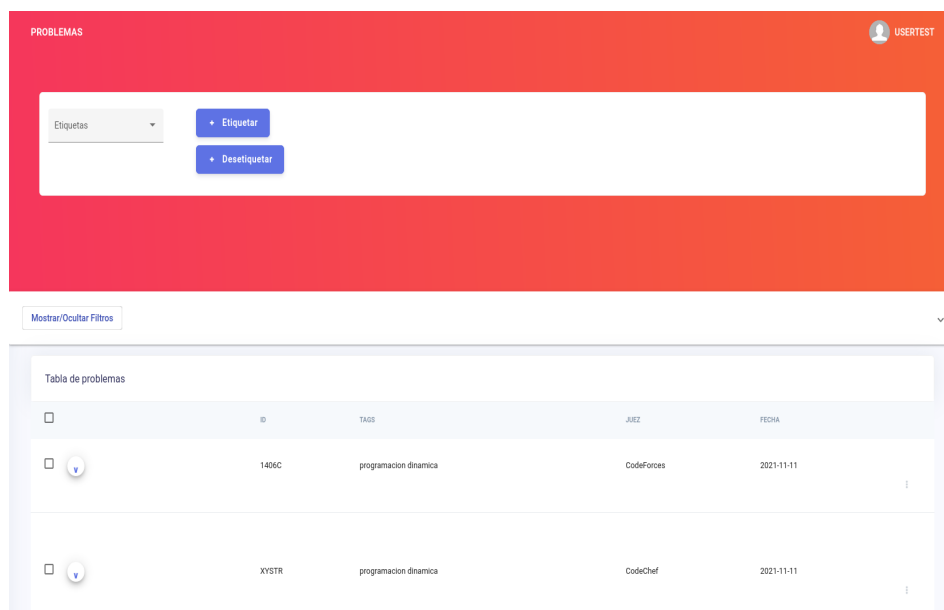 PROBLEMAS
USERTEST
Etiquetas
+ Etiquetar
+ Desetiquetar
Mostrar/Ocultar Filtros
Tabla de problemas
ID TAGS JUEZ FECHA
v 1406C programacion dinamica CodeForces 2021-11-11
v XYSTR programacion dinamica CodeChef 2021-11-11